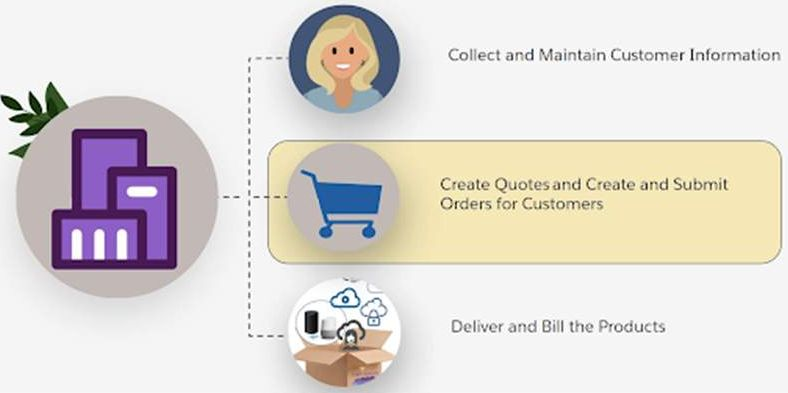 Collect and Maintain Customer Information
Create Quotes and Create and Submit
Orders for Customers
Deliver and Bill the Products